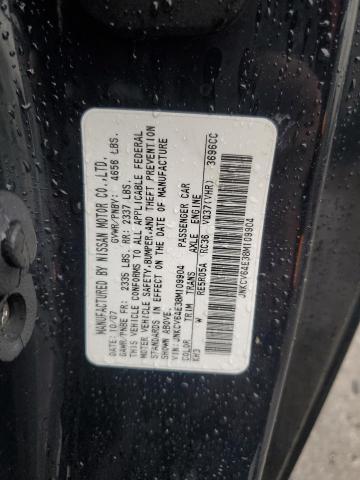 MANUFACTURED BY NISSAN MOTOR CO.,LTD.
DATE: 10/07 GVWR/PNBV: 4656 LBS.
GAWR/PNBE FR: 2335 LBS. RR: 2337 LBS.
THIS VEHICLE CONFORMS TO ALL APPLICABLE FEDERAL
MOTOR VEHICLE SAFETY,BUMPER,AND THEFT PREVENTION
STANDARDS IN EFFECT ON THE DATE OF MANUFACTURE
SHOWN ABOVE.
VIN:JNKCV64E38M109904 PASSENGER CAR
COLOR TRIM TRANS AXLE ENGINE
KH3 W RE5R05A RC36 VQ37(VHR) 3696CC
JNKCV64E38M109904